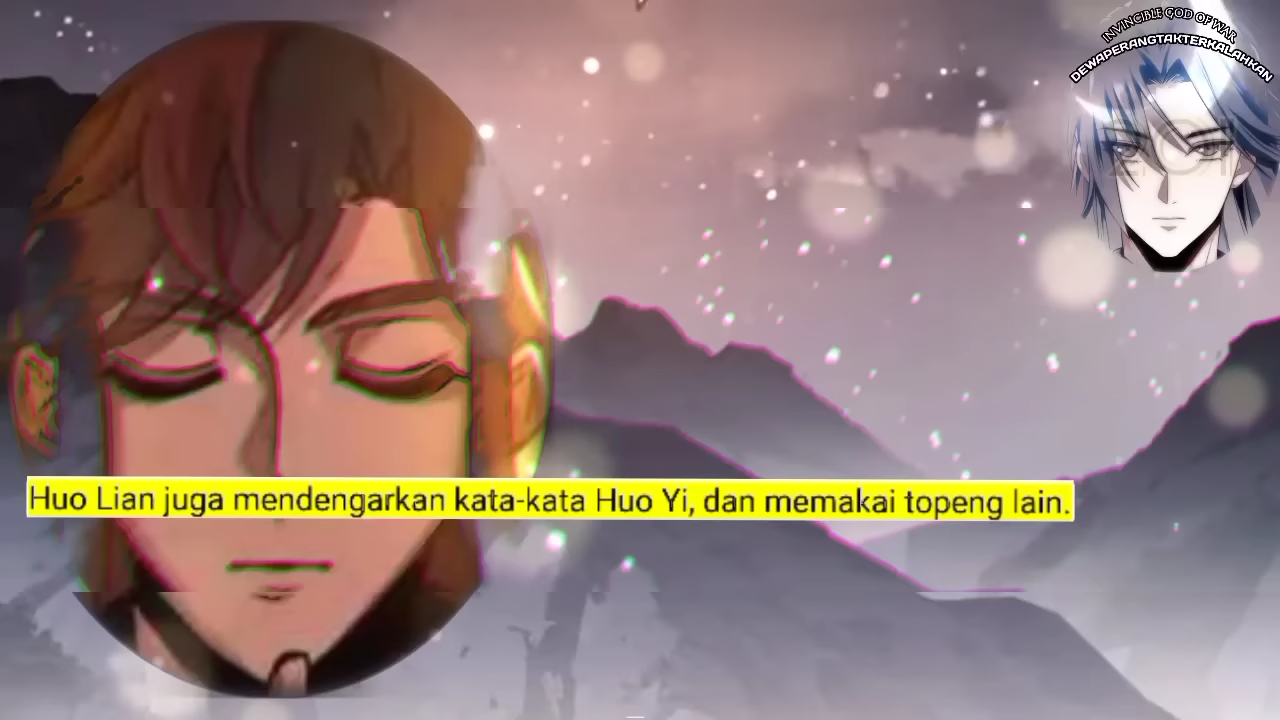 INVINCIBLE GOD OF WAR
DEWAPERANGTAKTERKALAHKAN
Huo Lian juga mendengarkan kata-kata Huo Yi, dan memakai topeng lain.